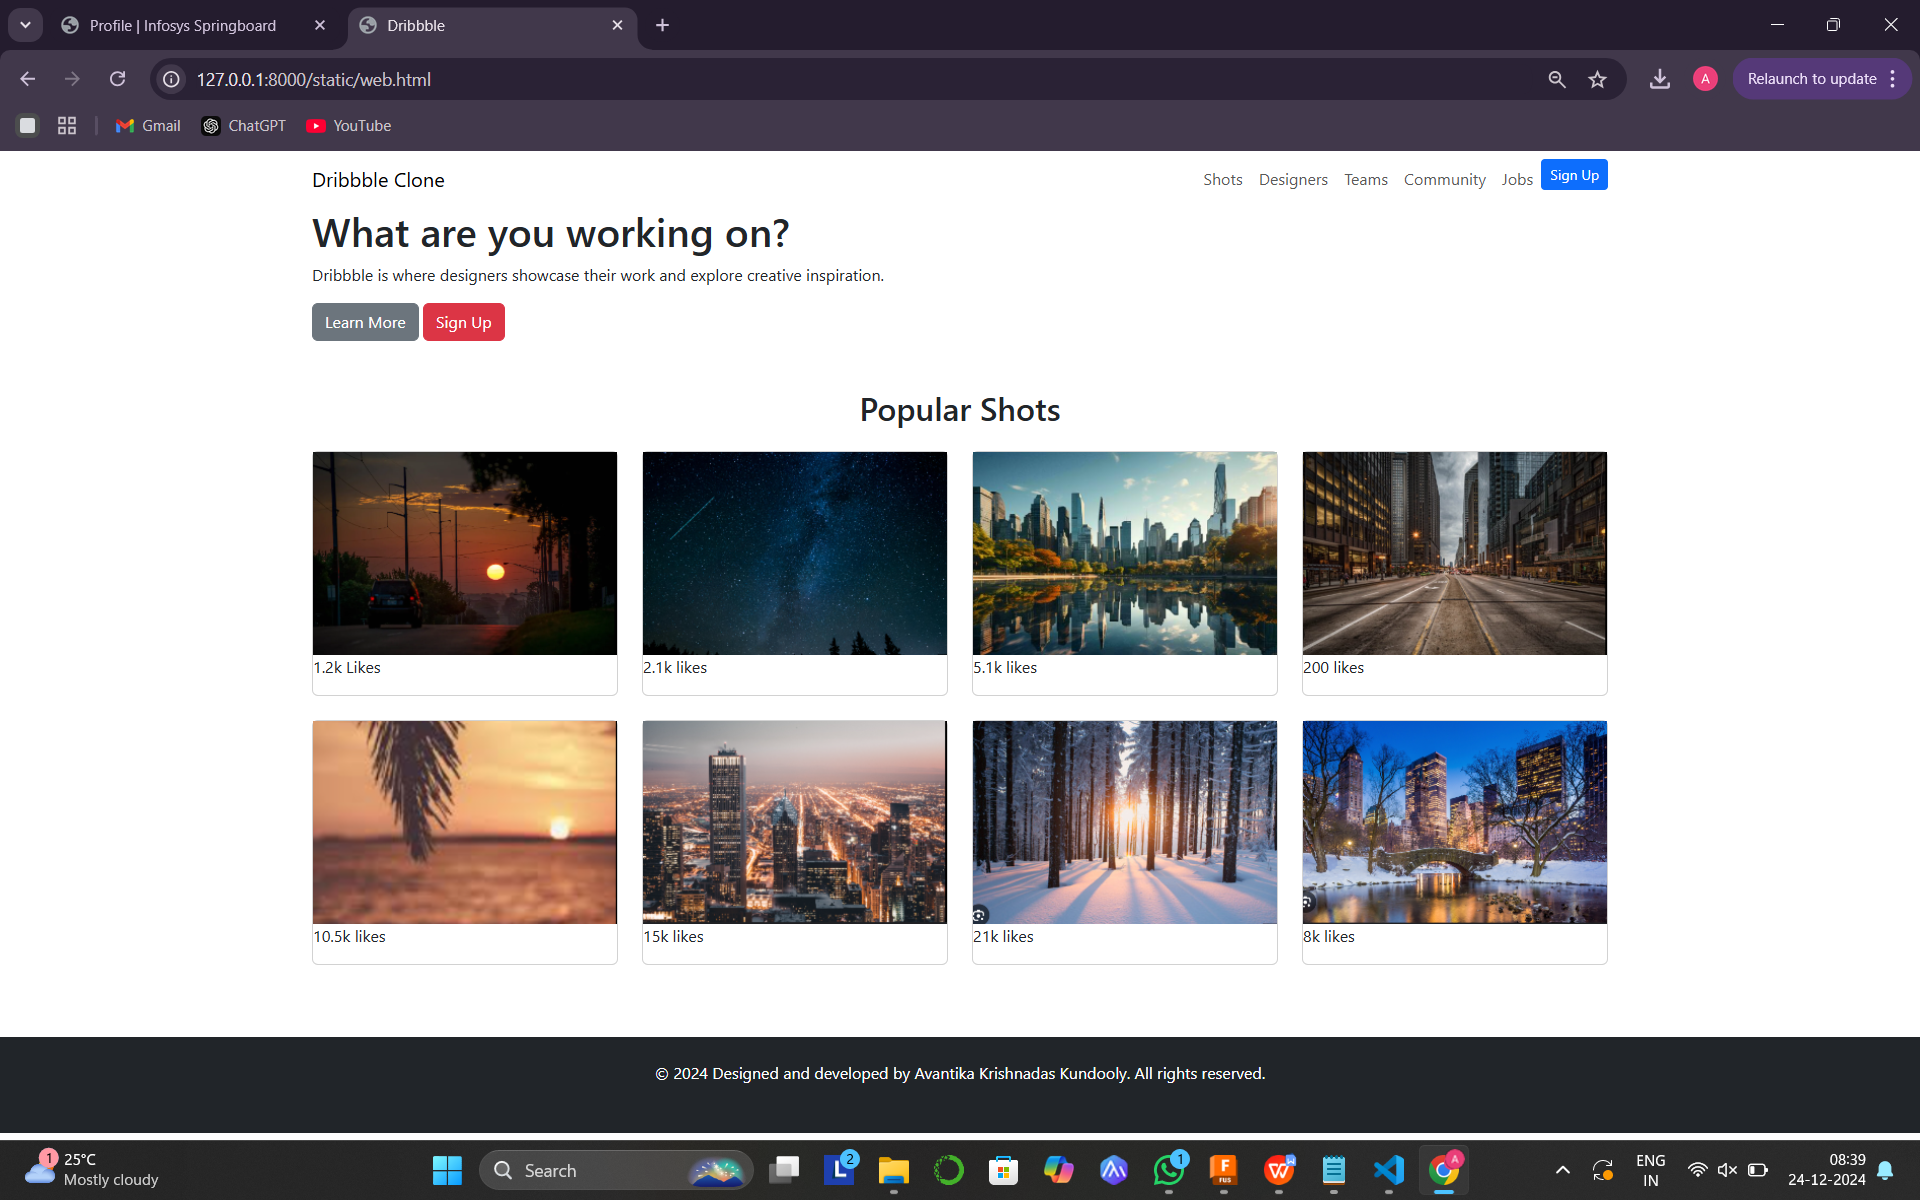 Profile | Infosys Springboard
Dribbble
127.0.0.1:8000/static/web.html
A
Relaunch to update
Gmail
ChatGPT
YouTube
Dribbble Clone
Shots Designers Teams Community Jobs Sign Up
What are you working on?
Dribbble is where designers showcase their work and explore creative inspiration.
Learn More Sign Up
Popular Shots
1.2k Likes
2.1k likes
5.1k likes
200 likes
10.5k likes
15k likes
21k likes
8k likes
© 2024 Designed and developed by Avantika Krishnadas Kundooly. All rights reserved.
1
25°C
Mostly cloudy
Search
L
2
1
F
FUS
W
W
A
ENG
IN
08:39
24-12-2024